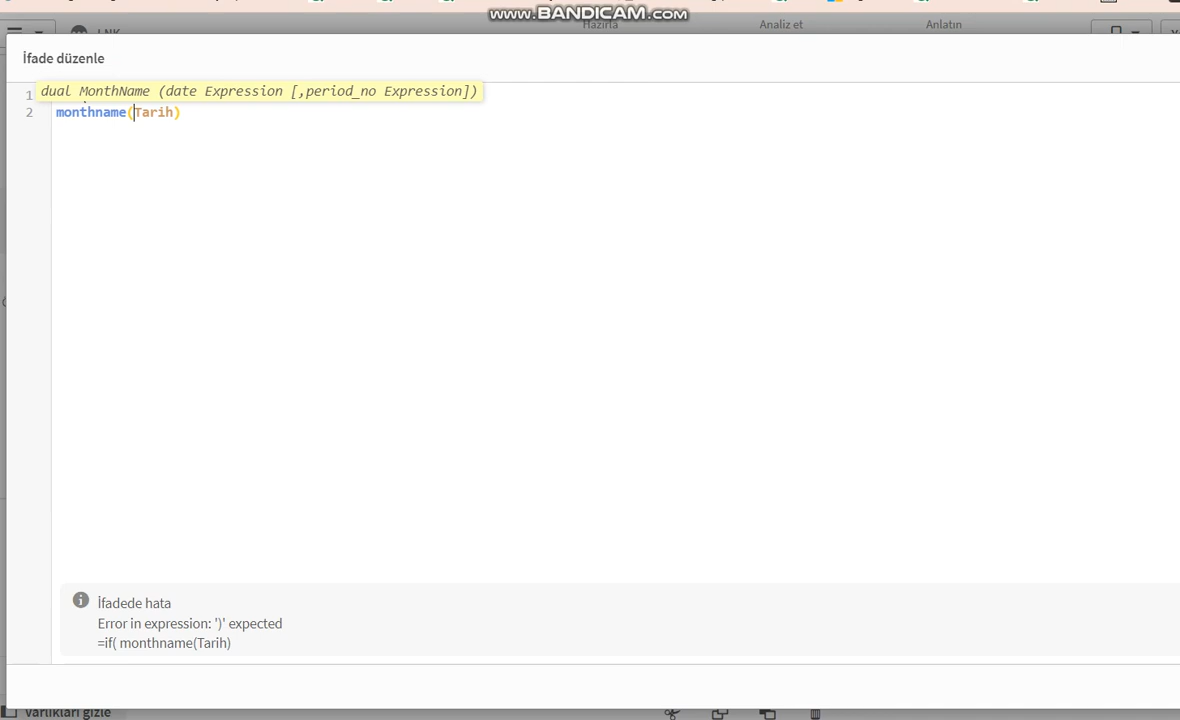 www.BANDICAM.com
Hazırla
Analiz et
Anlatın
LNK
İfade düzenle
dual MonthName (date Expression [,period_no Expression])
1
2 monthname(Tarih)
İfadede hata
Error in expression: ')' expected
=if( monthname(Tarih)
Varlıkları gizle